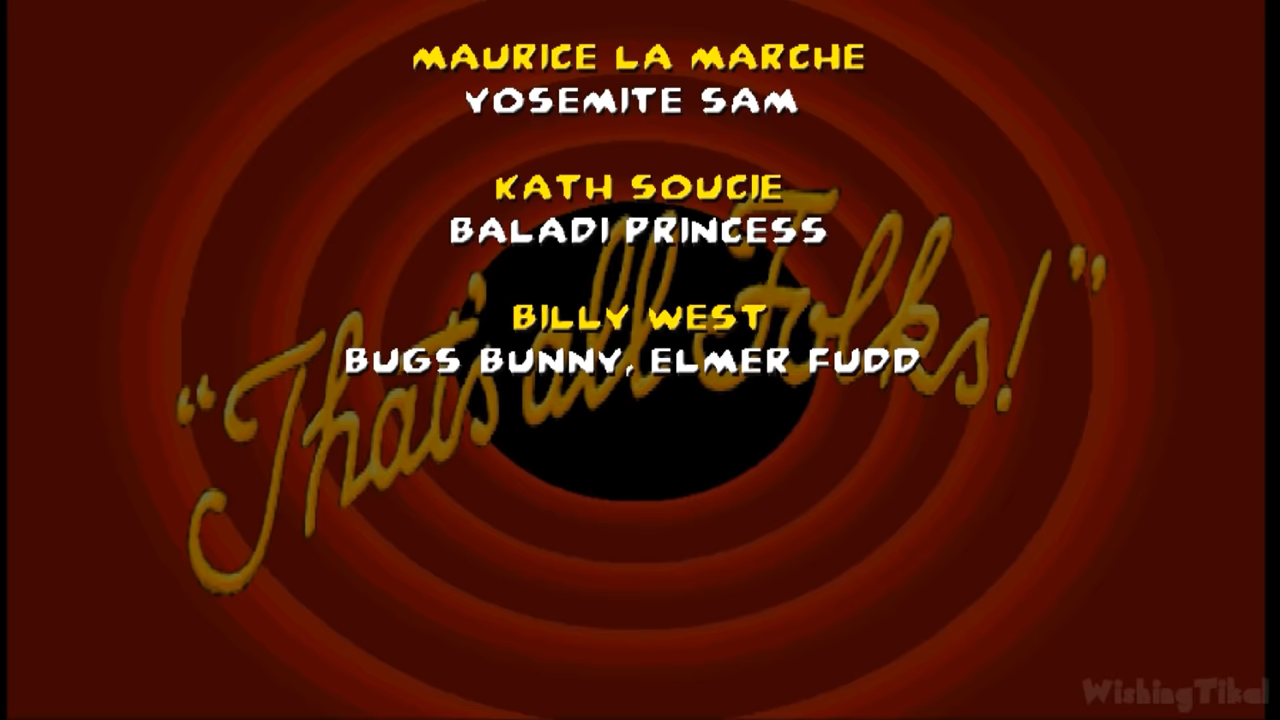 MAURICE LA MARCHE
YOSEMITE SAM
KATH SOUCIE
BALADI PRINCESS
BILLY WEST
BUGS BUNNY, ELMER FUDD
"That's all Folks!"
WishingTikal